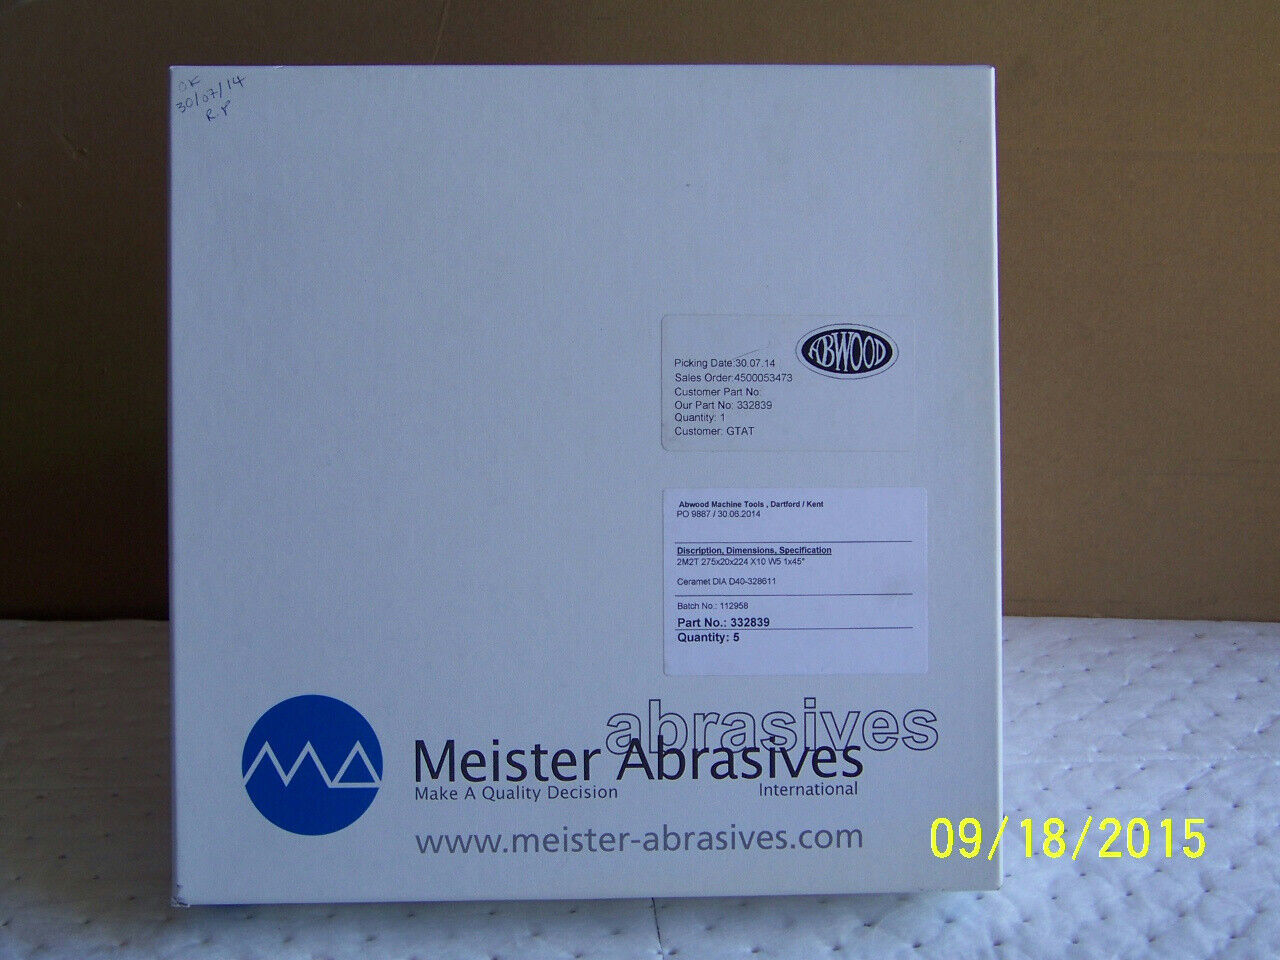 OK
30/07/14
R.P
ABWOOD
Picking Date:30.07.14
Sales Order:4500053473
Customer Part No:
Our Part No: 332839
Quantity: 1
Customer: GTAT
Abwood Machine Tools , Dartford / Kent
PO 9887 / 30.06.2014
Discription, Dimensions, Specification
2M2T 275x20x224 X10 W5 1x45°
Ceramet DIA D40-328611
Batch No.: 112958
Part No.: 332839
Quantity: 5
abrasives
Meister Abrasives
Make A Quality Decision International
www.meister-abrasives.com
09/18/2015